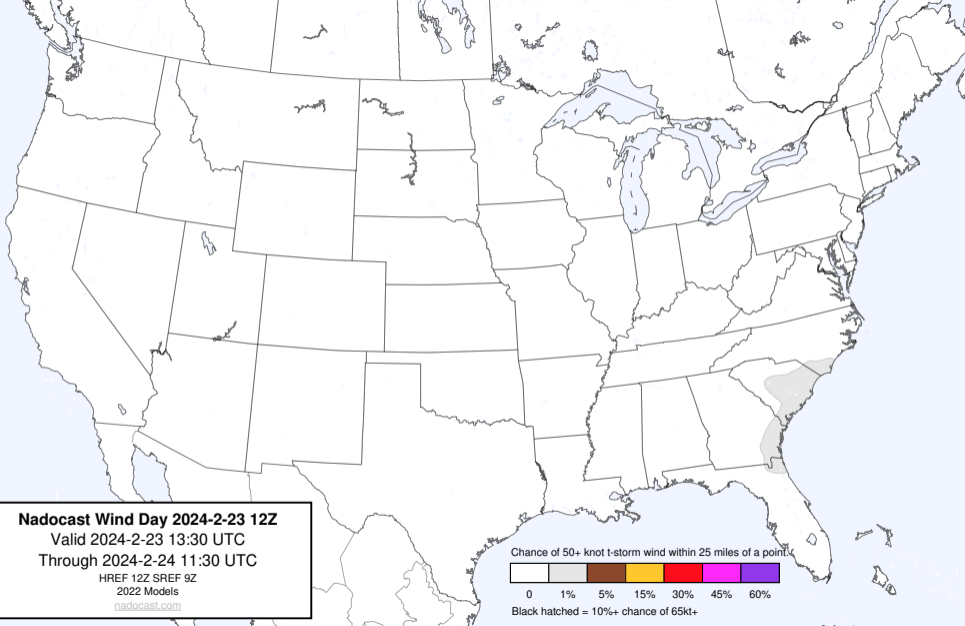 Nadocast Wind Day 2024-2-23 12Z
Valid 2024-2-23 13:30 UTC
Through 2024-2-24 11:30 UTC
HREF 12Z SREF 9Z
2022 Models
nadocast.com
Chance of 50+ knot t-storm wind within 25 miles of a point.
0 1% 5% 15% 30% 45% 60%
Black hatched = 10%+ chance of 65kt+